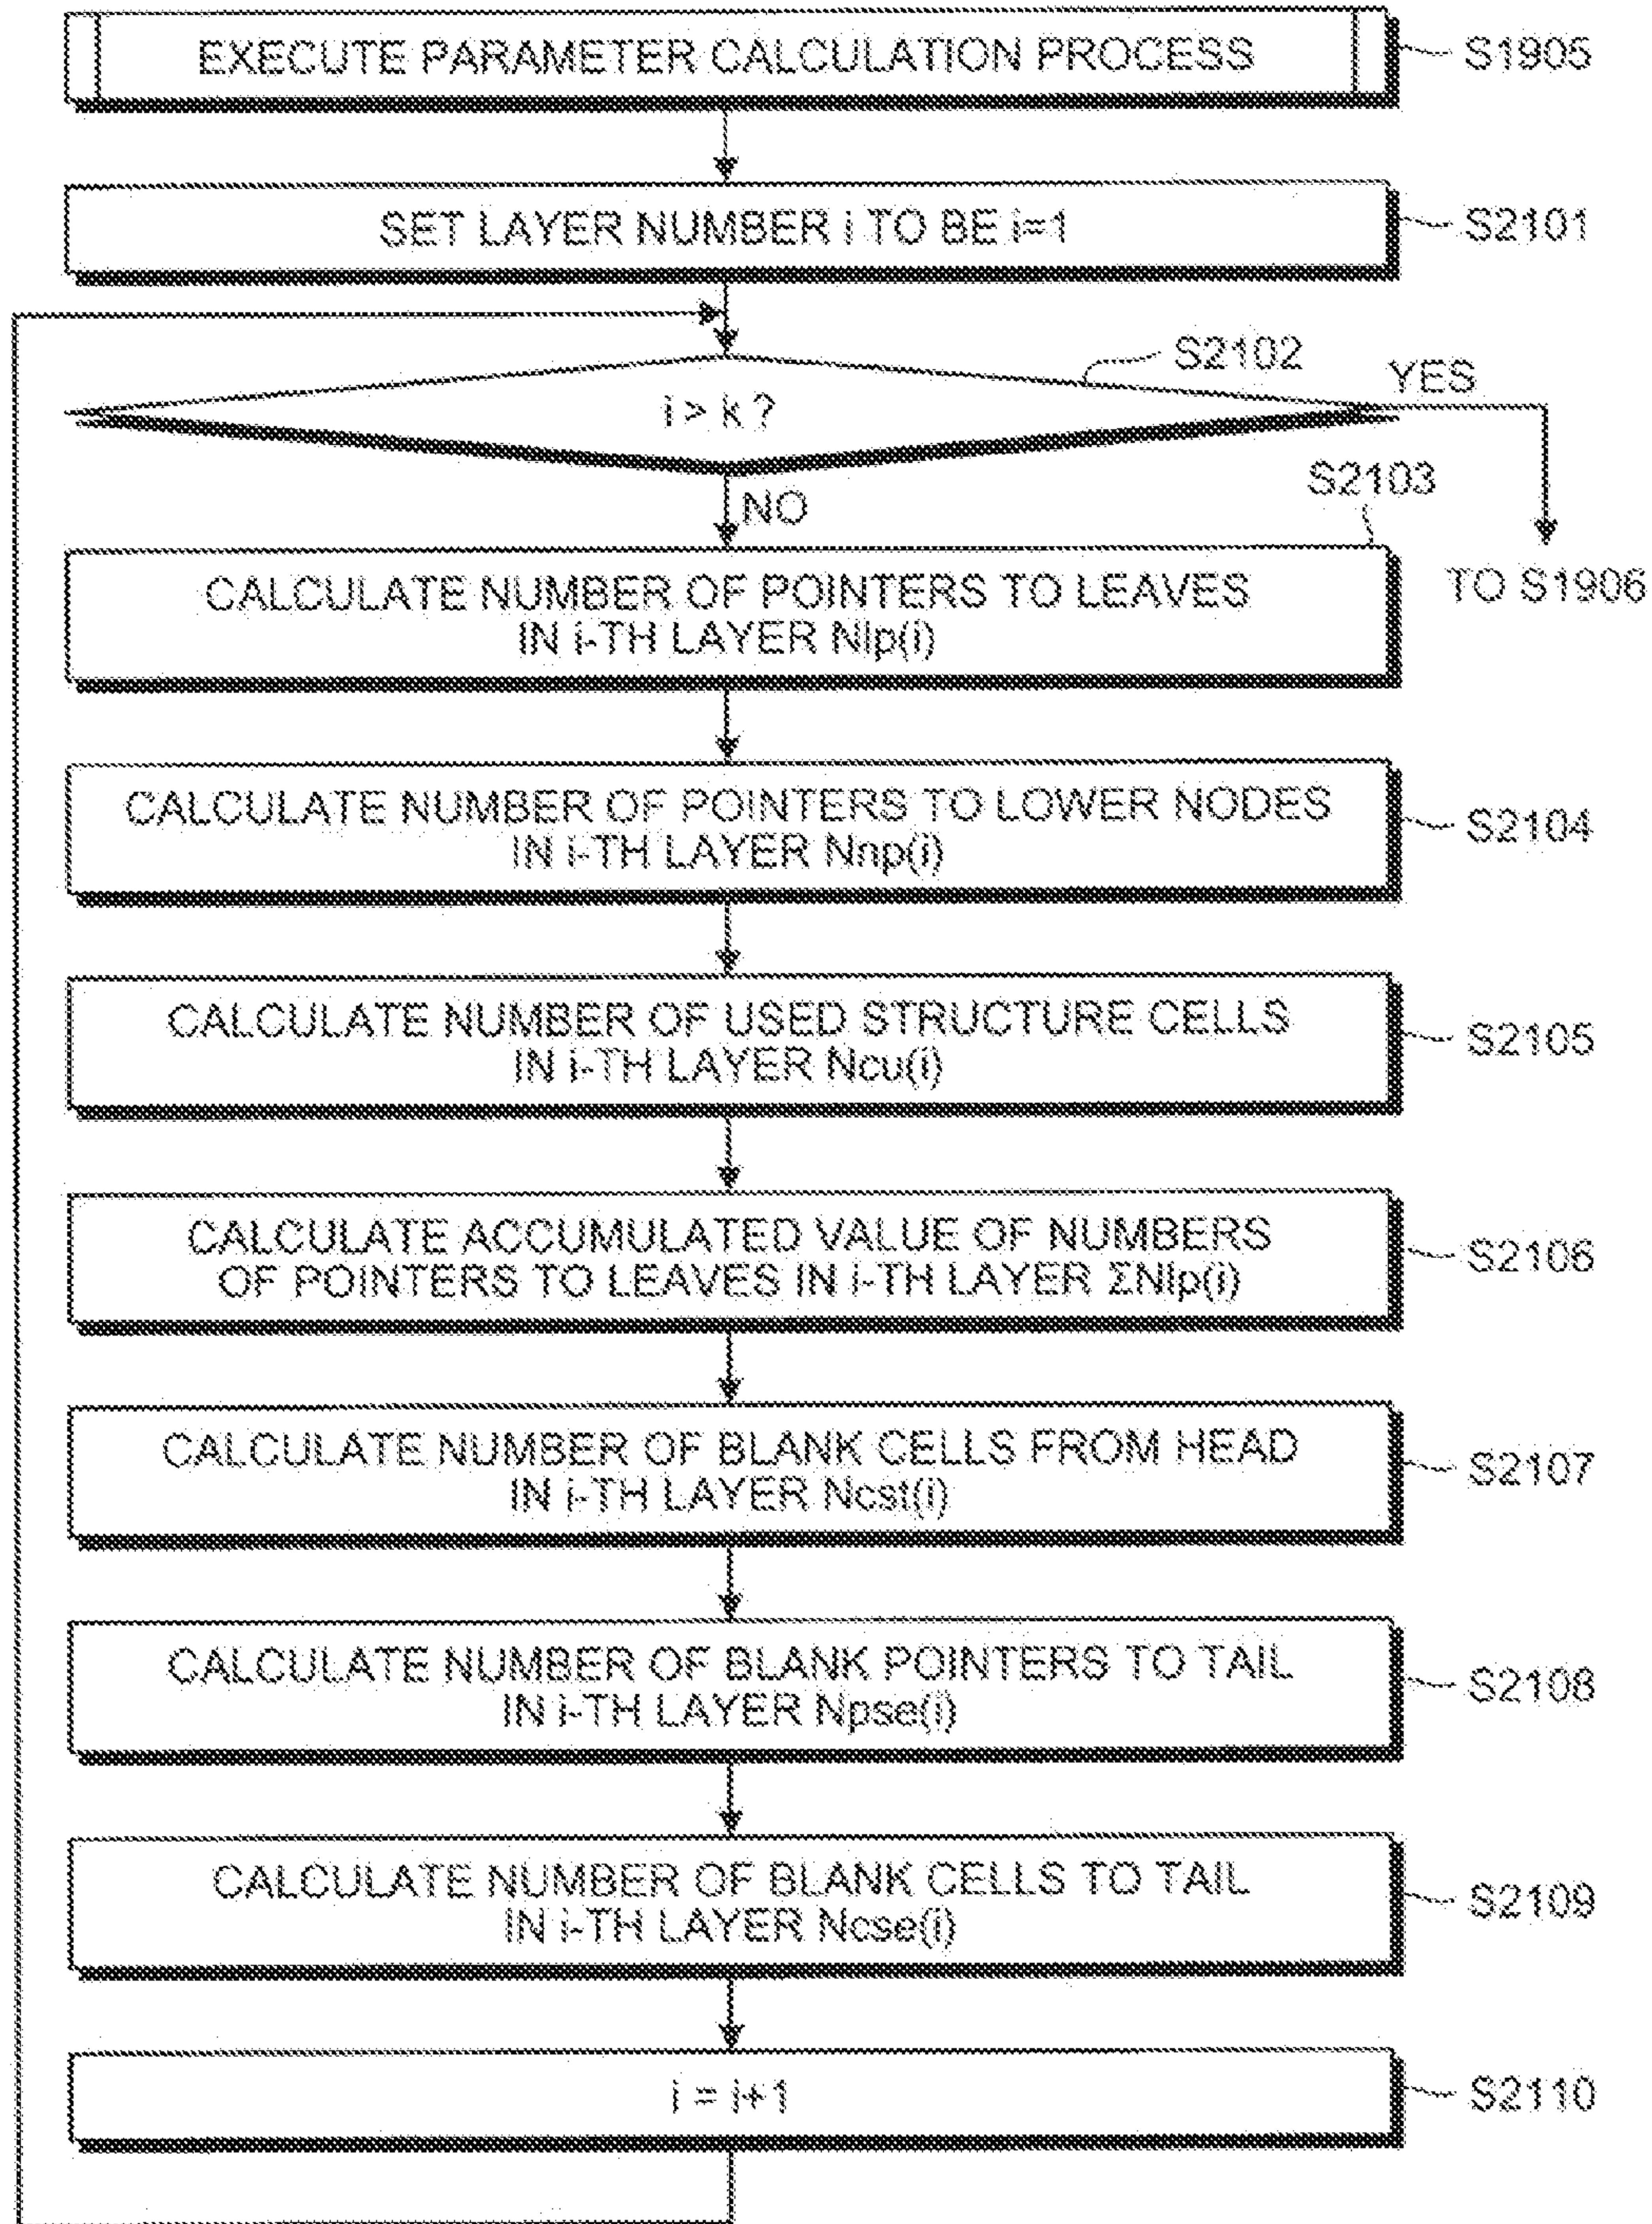 EXECUTE PARAMETER CALCULATION PROCESS
S1905
SET LAYER NUMBER i TO BE i=1
S2101
S2102
YES
i > k ?
S2103
NO
TO S1906
CALCULATE NUMBER OF POINTERS TO LEAVES
IN i-TH LAYER Nlp(i)
CALCULATE NUMBER OF POINTERS TO LOWER NODES
IN i-TH LAYER Nnp(i)
S2104
CALCULATE NUMBER OF USED STRUCTURE CELLS
IN i-TH LAYER Ncu(i)
S2105
CALCULATE ACCUMULATED VALUE OF NUMBERS
OF POINTERS TO LEAVES IN i-TH LAYER ΣNlp(i)
S2106
CALCULATE NUMBER OF BLANK CELLS FROM HEAD
IN i-TH LAYER Ncst(i)
S2107
CALCULATE NUMBER OF BLANK POINTERS TO TAIL
IN i-TH LAYER Npse(i)
S2108
CALCULATE NUMBER OF BLANK CELLS TO TAIL
IN i-TH LAYER Ncse(i)
S2109
i = i+1
S2110